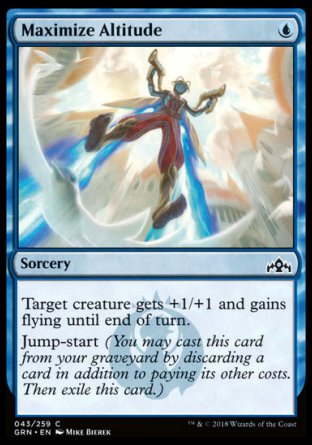 Maximize Altitude
Sorcery
Target creature gets +1/+1 and gains
flying until end of turn.
Jump-start (You may cast this card
from your graveyard by discarding a
card in addition to paying its other costs.
Then exile this card.)
043/259 C
GRN • EN Mike Bierek
™ & © 2018 Wizards of the Coast